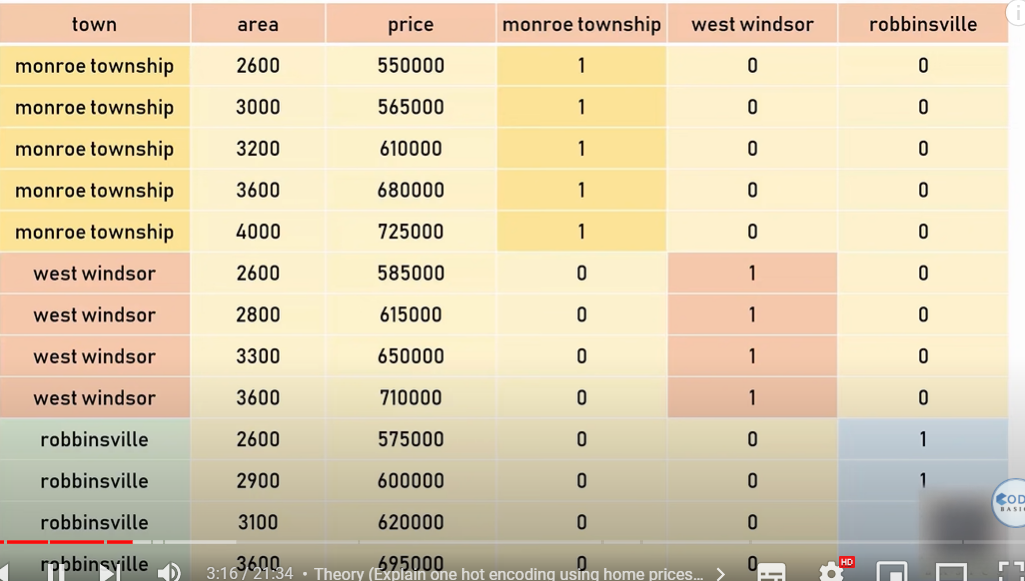 town area price monroe township west windsor robbinsville
monroe township 2600 550000 1 0 0
monroe township 3000 565000 1 0 0
monroe township 3200 610000 1 0 0
monroe township 3600 680000 1 0 0
monroe township 4000 725000 1 0 0
west windsor 2600 585000 0 1 0
west windsor 2800 615000 0 1 0
west windsor 3300 650000 0 1 0
west windsor 3600 710000 0 1 0
robbinsville 2600 575000 0 0 1
robbinsville 2900 600000 0 0 1
robbinsville 3100 620000 0 0
robbinsville 3600 695000 0 0
3:16 / 21:34 • Theory (Explain one hot encoding using home prices...
HD